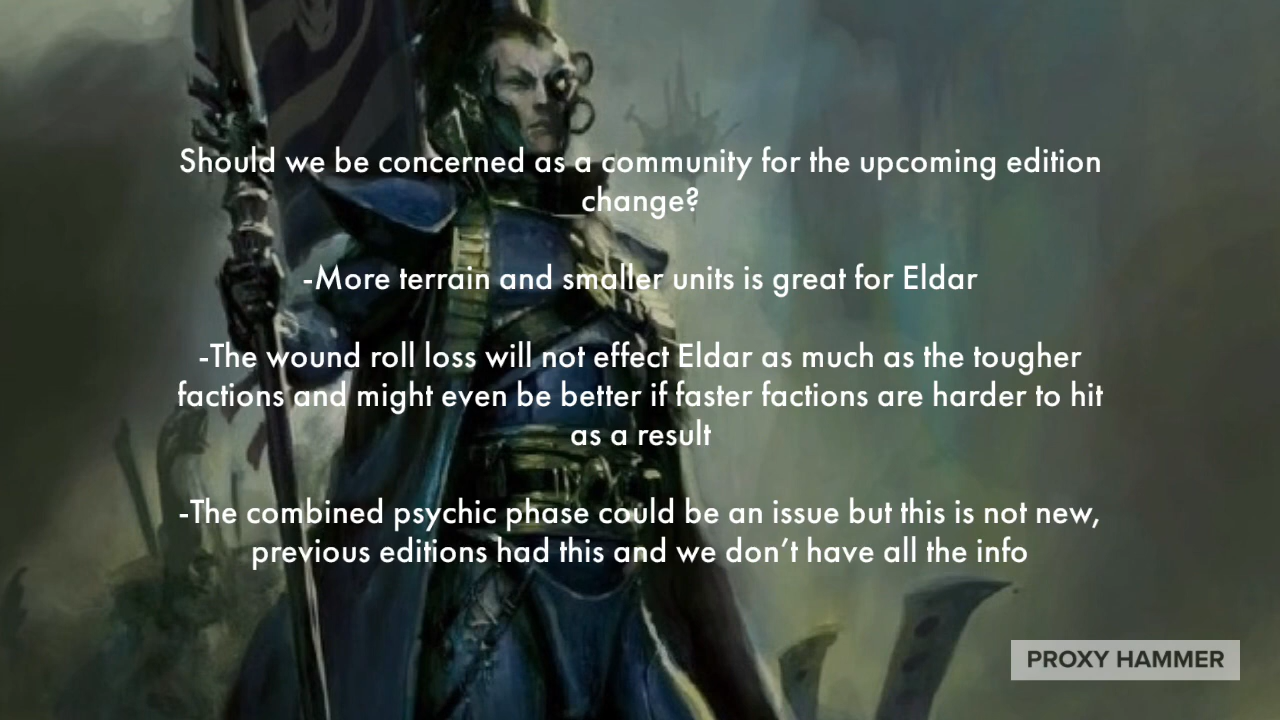 Should we be concerned as a community for the upcoming edition
change?
-More terrain and smaller units is great for Eldar
-The wound roll loss will not effect Eldar as much as the tougher
factions and might even be better if faster factions are harder to hit
as a result
-The combined psychic phase could be an issue but this is not new,
previous editions had this and we don’t have all the info
PROXY HAMMER